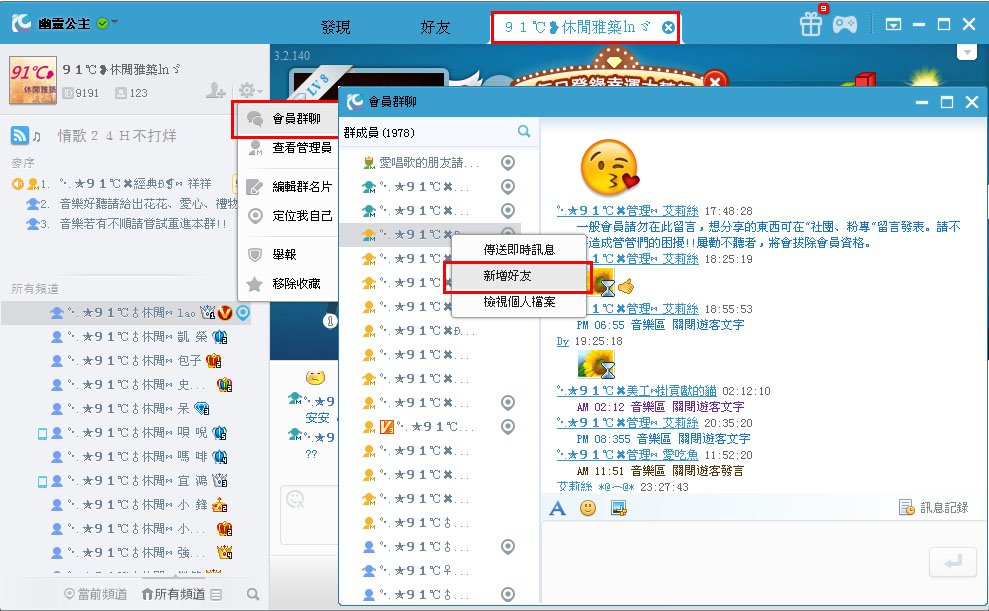 幽靈公主
發現
好友
９１℃❥休閒雅築lnゞ
9
91℃
休閒雅築
９１℃❥休閒雅築lnゞ
ID 9191
123
情歌２４Ｈ不打烊
麥序
1. °·.★９１℃✖經典Ð¶⋈ 祥祥
2. 音樂好聽請給出花花、愛心、禮物
3. 音樂若有不順請嘗試重進本群!!
所有頻道
°·.★９１℃♁休閒⋈ lao
°·.★９１℃♁休閒⋈ 凱 榮
°·.★９１℃♁休閒⋈ 包子
°·.★９１℃♁休閒⋈ 史...
°·.★９１℃♁休閒⋈ 呆
°·.★９１℃♁休閒⋈ 唄 呪
°·.★９１℃♁休閒⋈ 嗎 啡
°·.★９１℃♁休閒⋈ 宜 鴻
°·.★９１℃♁休閒⋈ 小 鋒
°·.★９１℃♁休閒⋈ 小...
°·.★９１℃♁休閒⋈ 強...
當前頻道
所有頻道
3.2.140
LV 8
會員群聊
查看管理員
編輯群名片
定位我自己
舉報
移除收藏
1
°·.★9
安安
°·.★9
??
會員群聊
群成員 (1978)
愛唱歌的朋友請...
°·.★９１℃✖...
°·.★９１℃✖...
°·.★９１℃✖Ð...
°·.★９１℃✖...
°·.★９１℃✖...
°·.★９１℃✖...
°·.★９１℃✖Ð...
°·.★９１℃✖...
°·.★９１℃✖...
°·.★９１℃✖...
°·.★９１℃...
°·.★９１℃✖...
°·.★９１℃✖...
°·.★９１℃✖...
°·.★９１℃♁...
°·.★９１℃♁...
°·.★９１℃♀...
°·.★９１℃♁...
傳送即時訊息
新增好友
檢視個人檔案
°·.★９１℃✖管理⋈ 艾莉絲 17:48:28
一般會員請勿在此留言，想分享的東西可在“社團、粉專”留言發表。請不
造成管管們的困擾!!屢勸不聽者，將會拔除會員資格。
１℃✖管理⋈ 艾莉絲 18:25:19
１℃✖管理⋈ 艾莉絲 18:55:53
PM 06:55 音樂區 關閉遊客文字
Dv 19:25:18
°·.★９１℃✖美工⋈掛貢獻的貓 02:12:10
AM 02:12 音樂區 關閉遊客文字
°·.★９１℃✖管理⋈ 艾莉絲 20:35:20
PM 08:355 音樂區 關閉遊客文字
°·.★９１℃✖管理⋈ 愛吃魚 11:52:20
AM 11:51 音樂區 關閉遊客發言
艾莉絲 *@︵@* 23:27:43
訊息記錄